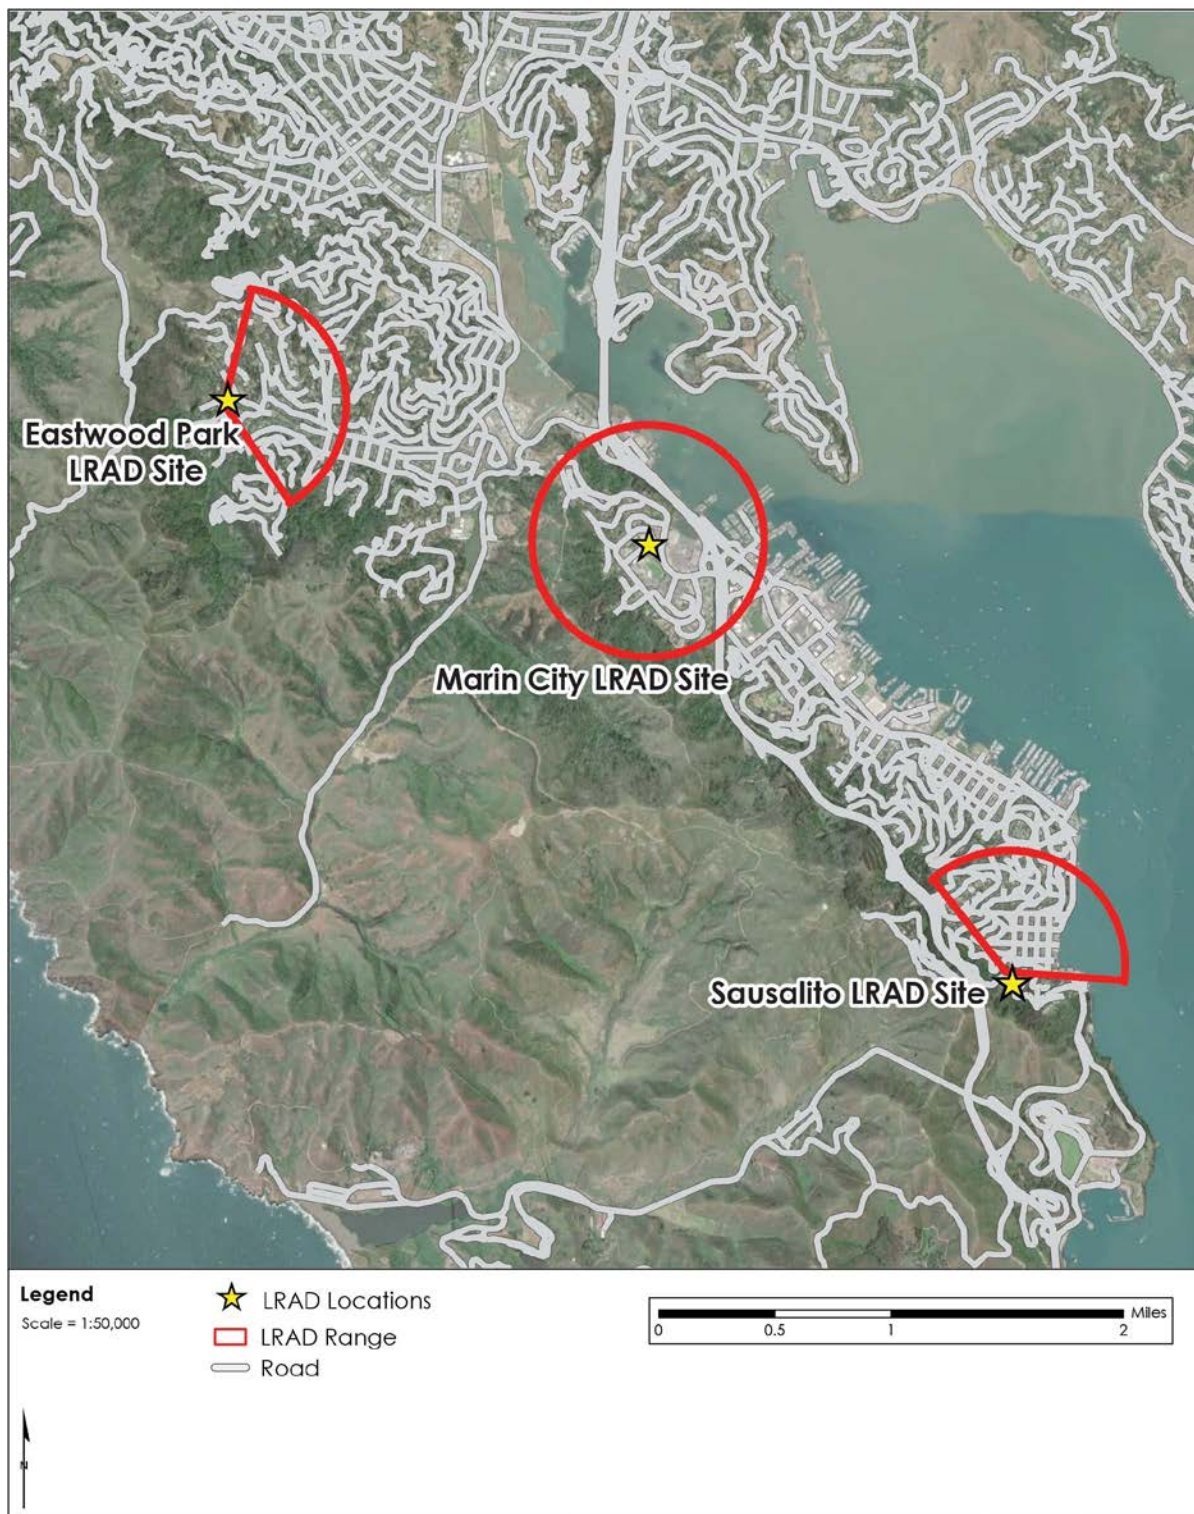 Eastwood Park
LRAD Site
Marin City LRAD Site
Sausalito LRAD Site
Legend
Scale = 1:50,000
LRAD Locations
LRAD Range
Road
Miles
0 0.5 1 2
N